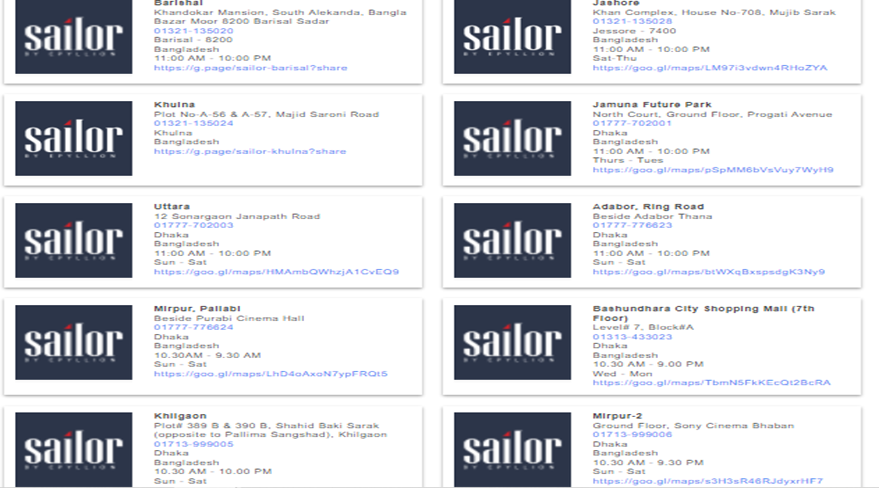 sailor
BY EPYLLION
Barishal
Khandokar Mansion, South Alekanda, Bangla
Bazar Moor 8200 Barisal Sadar
01321-135020
Barisal - 8200
Bangladesh
11:00 AM - 10:00 PM
https://g.page/sailor-barisal?share
sailor
BY EPYLLION
Jashore
Khan Complex, House No-708, Mujib Sarak
01321-135028
Jessore - 7400
Bangladesh
11:00 AM - 10:00 PM
Sat-Thu
https://goo.gl/maps/LM97i3vdwn4RHoZYA
sailor
BY EPYLLION
Khulna
Plot No-A-56 & A-57, Majid Saroni Road
01321-135024
Khulna
Bangladesh
https://g.page/sailor-khulna?share
sailor
BY EPYLLION
Jamuna Future Park
North Court, Ground Floor, Progati Avenue
01777-702001
Dhaka
Bangladesh
11:00 AM - 10:00 PM
Thurs - Tues
https://goo.gl/maps/pSpMM6bVsVuy7WyH9
sailor
BY EPYLLION
Uttara
12 Sonargaon Janapath Road
01777-702003
Dhaka
Bangladesh
11:00 AM - 10:00 PM
Sun - Sat
https://goo.gl/maps/HMAmbQWhzjA1CvEQ9
sailor
BY EPYLLION
Adabor, Ring Road
Beside Adabor Thana
01777-776623
Dhaka
Bangladesh
11:00 AM - 10:00 PM
Sun - Sat
https://goo.gl/maps/btWXqBxspsdgK3Ny9
sailor
BY EPYLLION
Mirpur, Pallabi
Beside Purabi Cinema Hall
01777-776624
Dhaka
Bangladesh
10.30AM - 9.30 AM
Sun - Sat
https://goo.gl/maps/LhD4oAxoN7ypFRQt5
sailor
BY EPYLLION
Bashundhara City Shopping Mall (7th
Floor)
Level# 7, Block#A
01313-433023
Dhaka
Bangladesh
10.30 AM - 9.00 PM
Wed - Mon
https://goo.gl/maps/TbmN5FkKEcQt2BcRA
sailor
BY EPYLLION
Khilgaon
Plot# 389 B & 390 B, Shahid Baki Sarak
(opposite to Pallima Sangshad), Khilgaon
01713-999005
Dhaka
Bangladesh
10.30 AM - 10.00 PM
Sun - Sat
sailor
BY EPYLLION
Mirpur-2
Ground Floor, Sony Cinema Bhaban
01713-999006
Dhaka
Bangladesh
10.30 AM - 9.30 PM
Sun - Sat
https://goo.gl/maps/s3H3sR46RJdyxrHF7